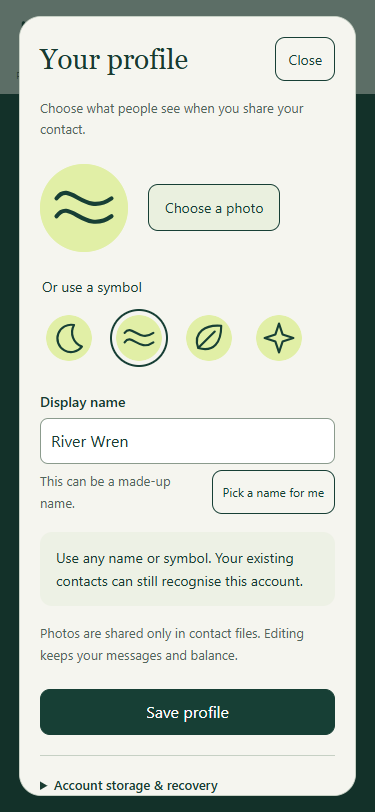 Your profile
Close
Choose what people see when you share your
contact.
Choose a photo
Or use a symbol
Display name
River Wren
This can be a made-up
name.
Pick a name for me
Use any name or symbol. Your existing
contacts can still recognise this account.
Photos are shared only in contact files. Editing
keeps your messages and balance.
Save profile
Account storage & recovery